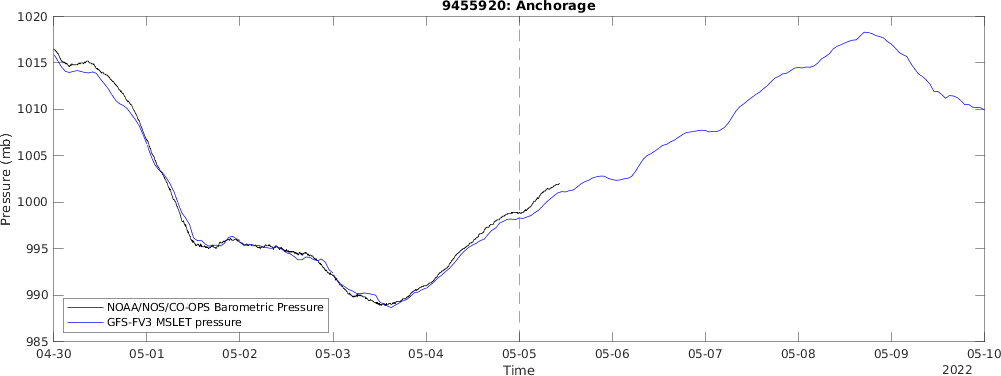 9455920: Anchorage
1020
1015
1010
1005
1000
995
990
985
Pressure (mb)
NOAA/NOS/CO-OPS Barometric Pressure
GFS-FV3 MSLET pressure
04-30 05-01 05-02 05-03 05-04 05-05 05-06 05-07 05-08 05-09 05-10
Time
2022